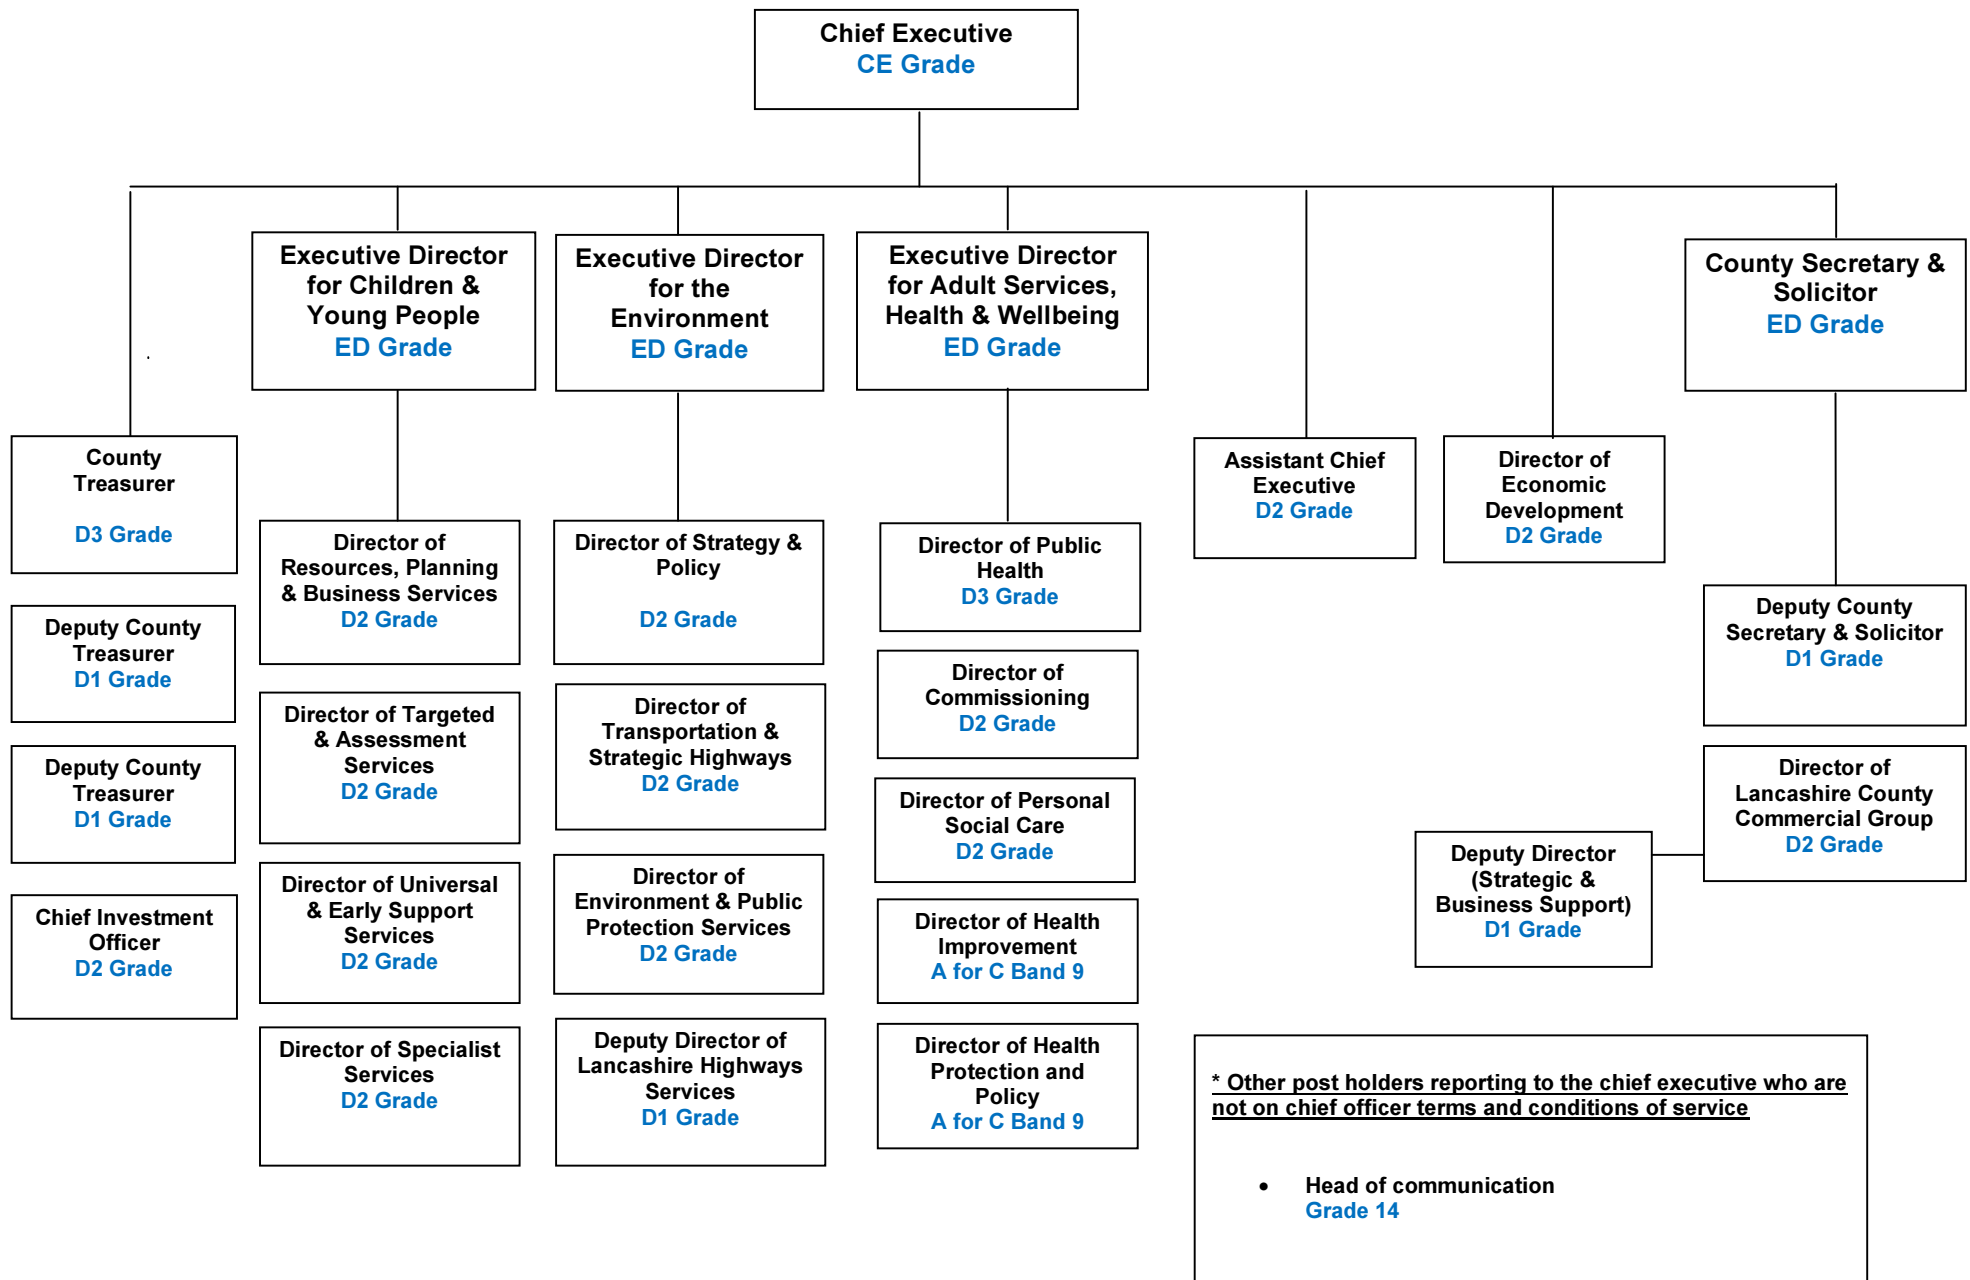 Chief Executive
CE Grade
Executive Director
for Children &
Young People
ED Grade
Executive Director
for the
Environment
ED Grade
Executive Director
for Adult Services,
Health & Wellbeing
ED Grade
County Secretary &
Solicitor
ED Grade
County
Treasurer
D3 Grade
Deputy County
Treasurer
D1 Grade
Deputy County
Treasurer
D1 Grade
Chief Investment
Officer
D2 Grade
Director of
Resources, Planning
& Business Services
D2 Grade
Director of Targeted
& Assessment
Services
D2 Grade
Director of Universal
& Early Support
Services
D2 Grade
Director of Specialist
Services
D2 Grade
Director of Strategy &
Policy
D2 Grade
Director of
Transportation &
Strategic Highways
D2 Grade
Director of
Environment & Public
Protection Services
D2 Grade
Deputy Director of
Lancashire Highways
Services
D1 Grade
Director of Public
Health
D3 Grade
Director of
Commissioning
D2 Grade
Director of Personal
Social Care
D2 Grade
Director of Health
Improvement
A for C Band 9
Director of Health
Protection and
Policy
A for C Band 9
Assistant Chief
Executive
D2 Grade
Director of
Economic
Development
D2 Grade
Deputy County
Secretary & Solicitor
D1 Grade
Director of
Lancashire County
Commercial Group
D2 Grade
Deputy Director
(Strategic &
Business Support)
D1 Grade
* Other post holders reporting to the chief executive who are
not on chief officer terms and conditions of service
• Head of communication
Grade 14